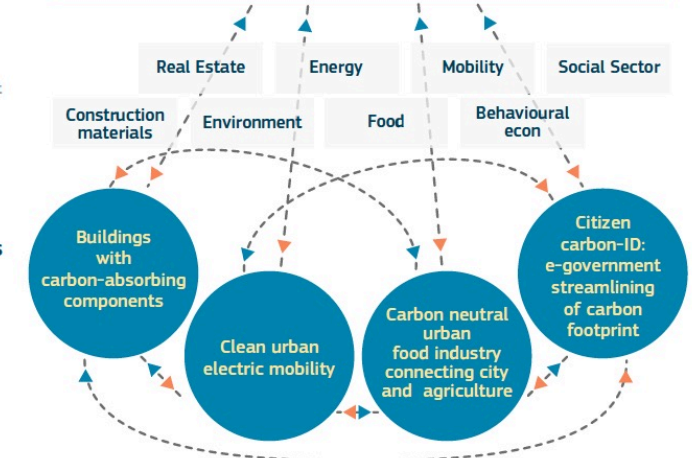 Real Estate
Energy
Mobility
Social Sector
Construction
materials
Environment
Food
Behavioural
econ
Buildings
with
carbon-absorbing
components
Clean urban
electric mobility
Carbon neutral
urban
food industry
connecting city
and agriculture
Citizen
carbon-ID:
e-government
streamlining
of carbon
footprint